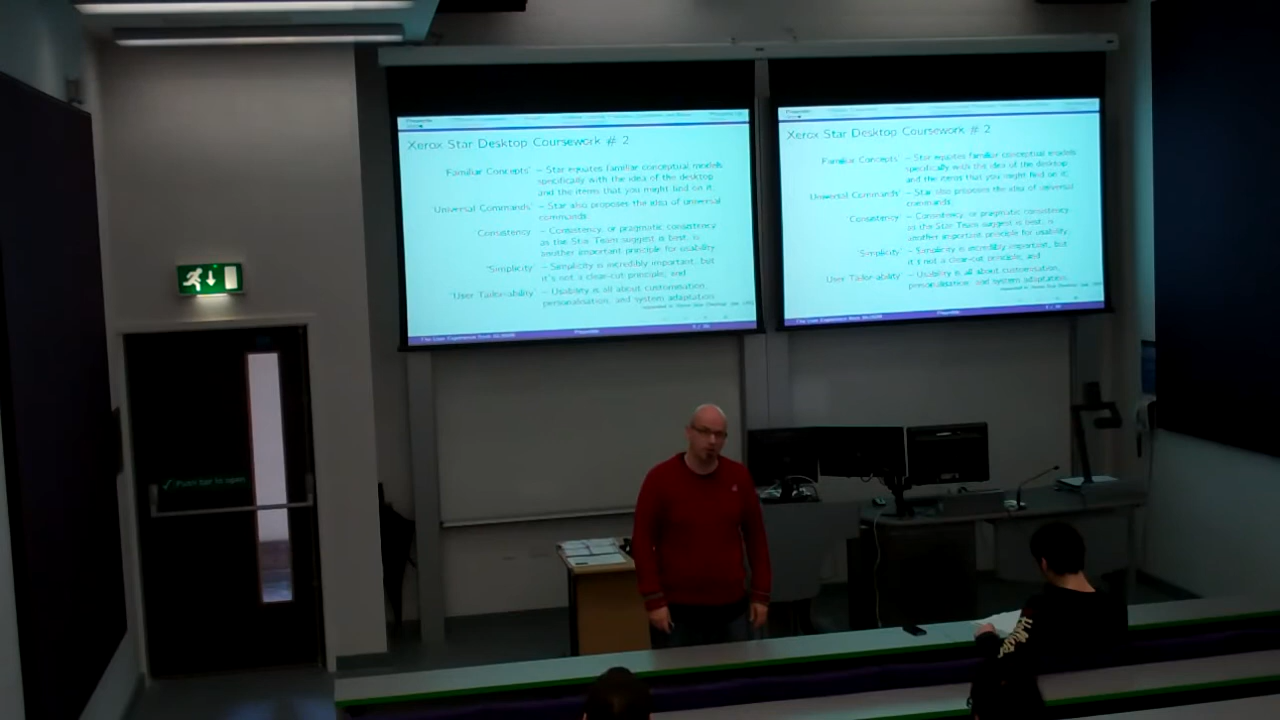 Xerox Star Desktop Coursework # 2
'Familiar Concepts' – Star equates familiar conceptual models
specifically with the idea of the desktop
and the items that you might find on it;
'Universal Commands' – Star also proposes the idea of universal
commands
'Consistency – Consistency, or pragmatic consistency
as the Star Team suggest is best, is
another important principle for usability;
'Simplicity' – Simplicity is incredibly important, but
it's not a clear-cut principle; and
'User Tailorability' – Usability is all about customisation,
personalisation, and system adaptation.
Xerox Star Desktop Coursework # 2
'Familiar Concepts' – Star equates familiar conceptual models
specifically with the idea of the desktop
and the items that you might find on it;
'Universal Commands' – Star also proposes the idea of universal
commands
'Consistency – Consistency, or pragmatic consistency
as the Star Team suggest is best, is
another important principle for usability;
'Simplicity' – Simplicity is incredibly important, but
it's not a clear-cut principle; and
'User Tailorability' – Usability is all about customisation,
personalisation, and system adaptation.
Push bar to open
Hollister